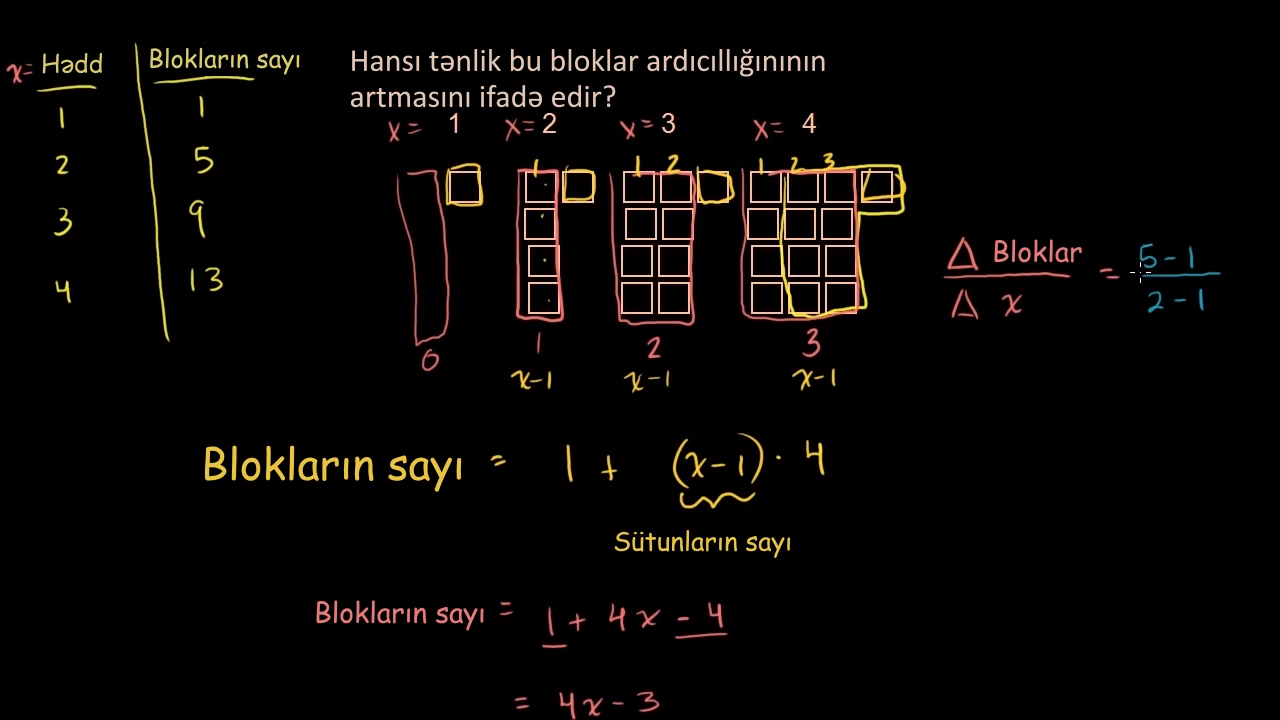 x = Hədd Blokların sayı
1 1
2 5
3 9
4 13
Hansı tənlik bu bloklar ardıcıllığınının
artmasını ifadə edir?
x = 1 x = 2 x = 3 x = 4
1 1 2 1 2 3
0 1 2 3
x-1 x-1 x-1
Δ Bloklar = 5-1
Δ x 2-1
Blokların sayı = 1 + (x-1) · 4
Sütunların sayı
Blokların sayı = 1 + 4x - 4
= 4x - 3